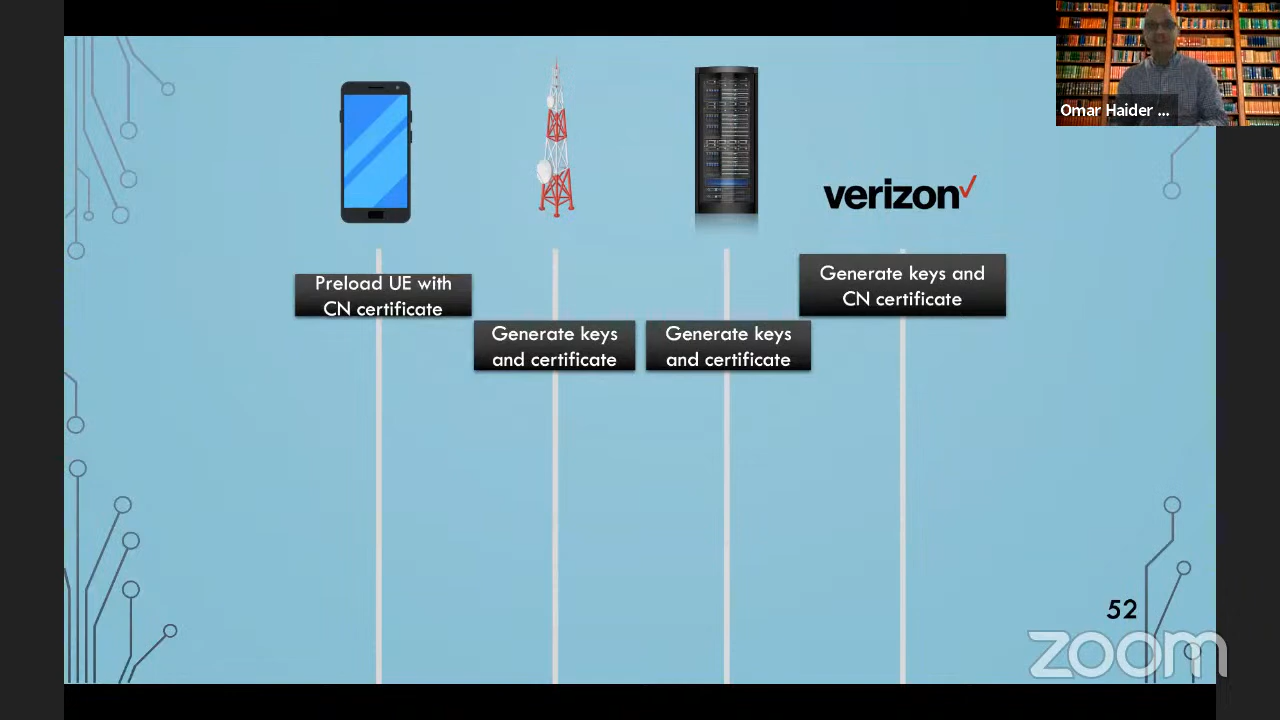 Omar Haider ...
verizon
Preload UE with
CN certificate
Generate keys
and certificate
Generate keys
and certificate
Generate keys and
CN certificate
52
zoom